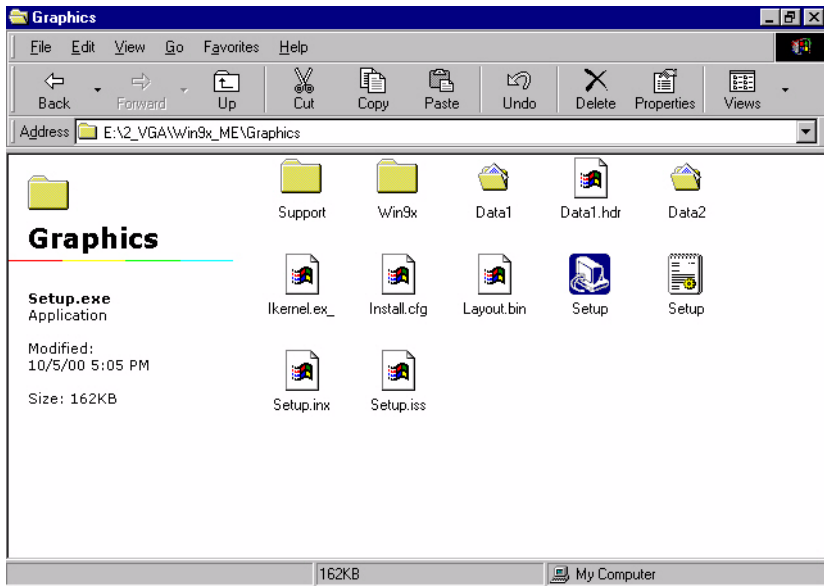 Graphics
File Edit View Go Favorites Help
Back Forward Up Cut Copy Paste Undo Delete Properties Views
Address E:\2_VGA\Win9x_ME\Graphics
Support Win9x Data1 Data1.hdr Data2
Graphics
Setup.exe
Application
Ikernel.ex_ Install.cfg Layout.bin Setup Setup
Modified:
10/5/00 5:05 PM
Size: 162KB
Setup.inx Setup.iss
162KB My Computer